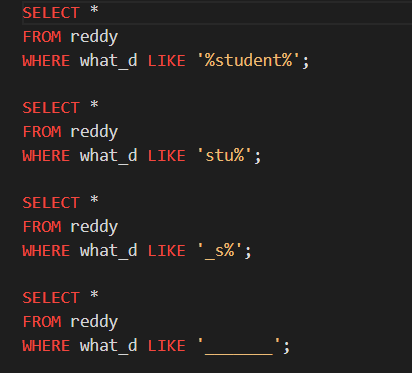 SELECT *
FROM reddy
WHERE what_d LIKE '%student%';
SELECT *
FROM reddy
WHERE what_d LIKE 'stu%';
SELECT *
FROM reddy
WHERE what_d LIKE '_s%';
SELECT *
FROM reddy
WHERE what_d LIKE '_______';